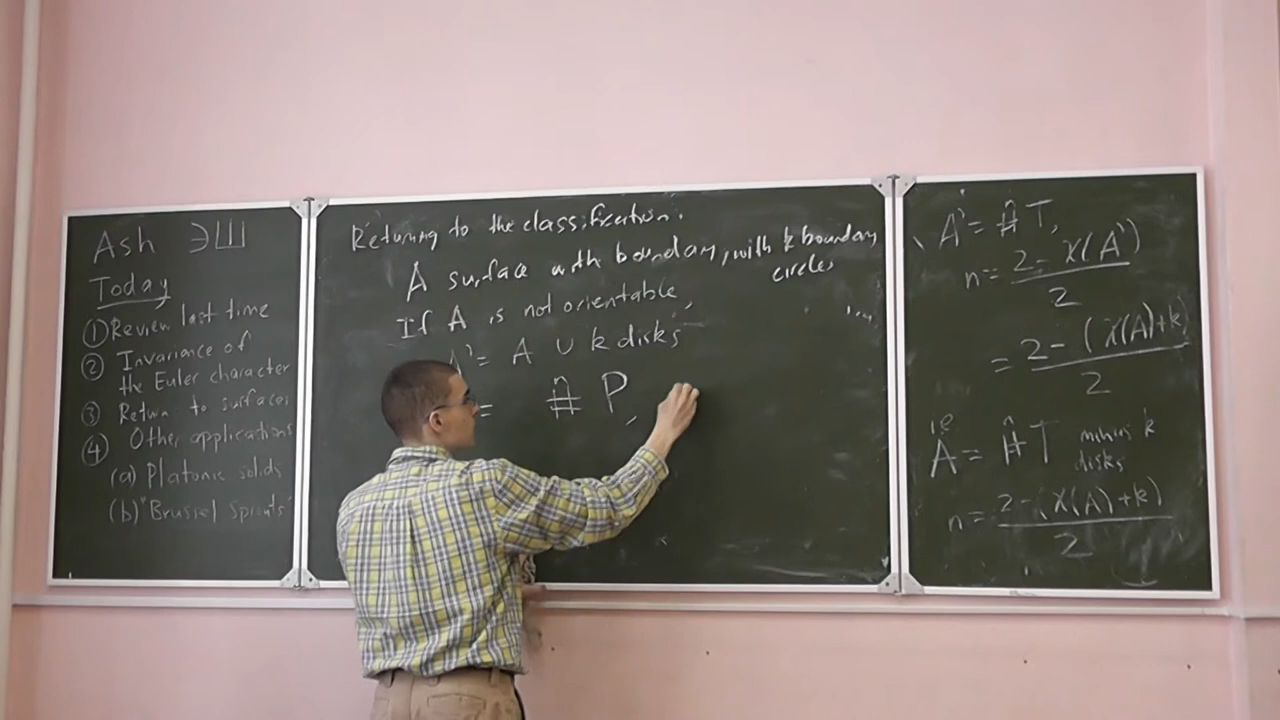 Ash ЭШ
Today
① Review last time
② Invariance of
the Euler character
③ Return to surfaces
④ Other applications
(a) Platonic solids
(b) "Brussel Sprouts"
Returning to the classification.
A surface with boundary, with k boundary
circles
If A is not orientable,
A' = A ∪ k disks
= n # P,
A' = n # T,
n = 2 - χ(A') / 2
= 2 - (χ(A)+k) / 2
ie
A = n # T minus k
disks
n = 2 - (χ(A)+k) / 2